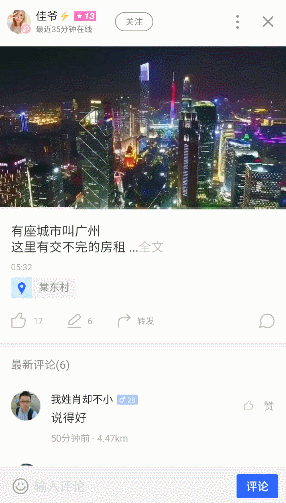 佳爷⚡ ★13
最近35分钟在线
关注
有座城市叫广州
这里有交不完的房租 ...全文
05:32
棠东村
17
6
转发
最新评论(6)
我姓肖却不小 ♂28
赞
说得好
50分钟前 · 4.47km
输入评论
评论